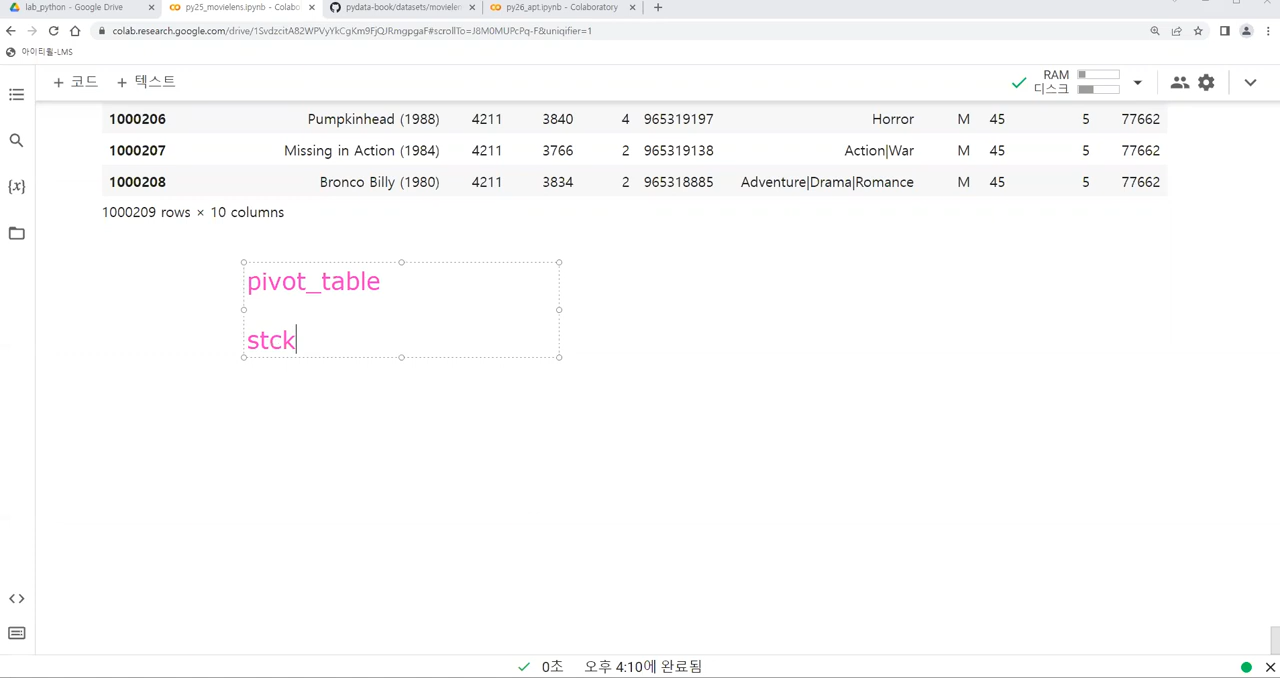 lab_python - Google Drive
py25_movielens.ipynb - Colabo
pydata-book/datasets/movielen
py26_apt.ipynb - Colaboratory
colab.research.google.com/drive/1SvdzcitA82WPVyYkCgKm9FjQJRmgpgaF#scrollTo=J8M0MUPcPq-F&uniqifier=1
아이티윌-LMS
+ 코드 + 텍스트
RAM
디스크
1000206 Pumpkinhead (1988) 4211 3840 4 965319197 Horror M 45 5 77662
1000207 Missing in Action (1984) 4211 3766 2 965319138 Action|War M 45 5 77662
1000208 Bronco Billy (1980) 4211 3834 2 965318885 Adventure|Drama|Romance M 45 5 77662
1000209 rows × 10 columns
pivot_table
stck
{x}
0초 오후 4:10에 완료됨